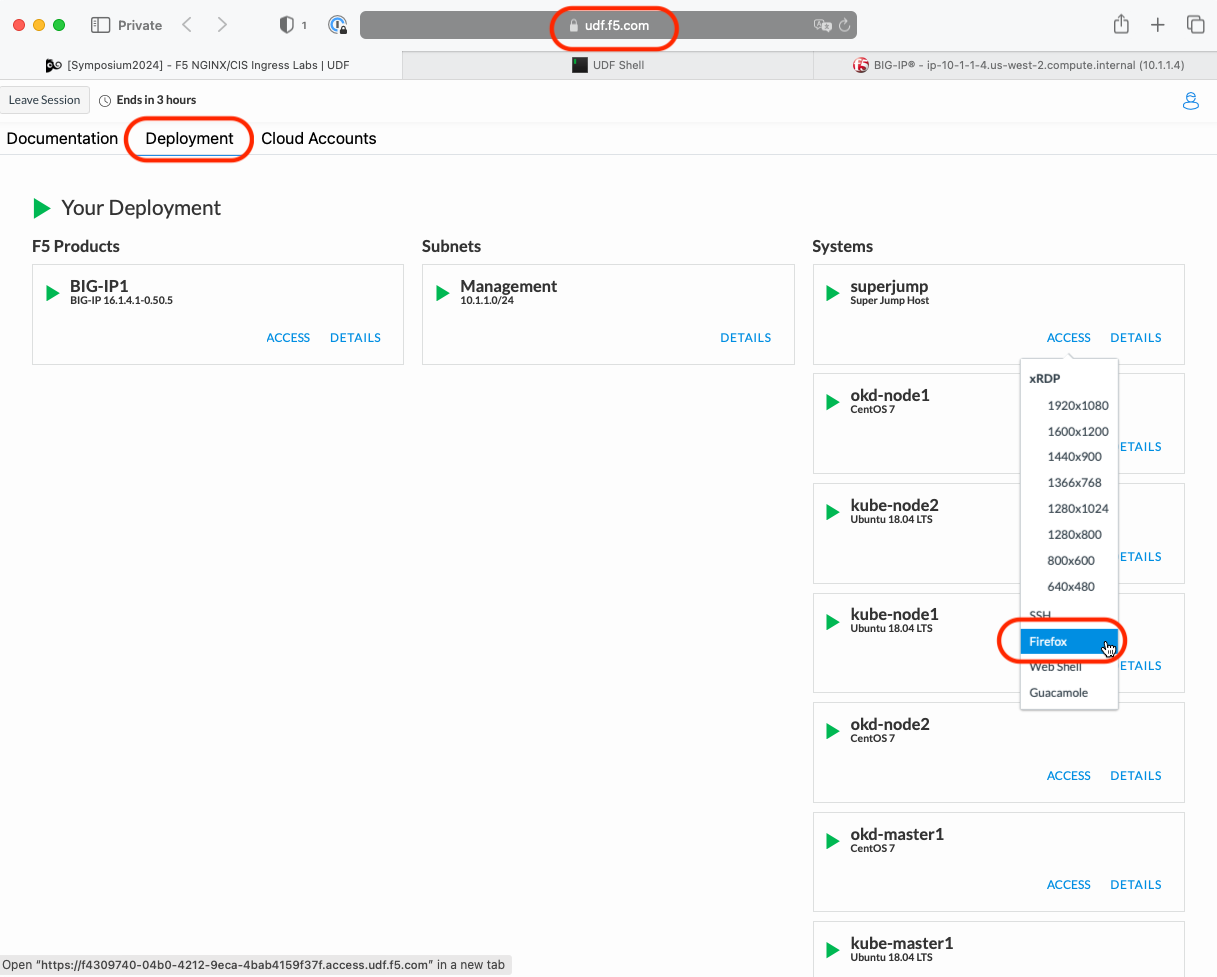 Private
1
udf.f5.com
[Symposium2024] - F5 NGINX/CIS Ingress Labs | UDF
UDF Shell
BIG-IP® - ip-10-1-1-4.us-west-2.compute.internal (10.1.1.4)
Leave Session
Ends in 3 hours
Documentation
Deployment
Cloud Accounts
Your Deployment
F5 Products
BIG-IP1
BIG-IP 16.1.4.1-0.50.5
ACCESS
DETAILS
Subnets
Management
10.1.1.0/24
DETAILS
Systems
superjump
Super Jump Host
ACCESS
DETAILS
xRDP
1920x1080
1600x1200
1440x900
1366x768
1280x1024
1280x800
800x600
640x480
SSH
Firefox
Web Shell
Guacamole
okd-node1
CentOS 7
ETAILS
kube-node2
Ubuntu 18.04 LTS
ETAILS
kube-node1
Ubuntu 18.04 LTS
ETAILS
okd-node2
CentOS 7
ACCESS
DETAILS
okd-master1
CentOS 7
ACCESS
DETAILS
kube-master1
Ubuntu 18.04 LTS
Open "https://f4309740-04b0-4212-9eca-4bab4159f37f.access.udf.f5.com" in a new tab